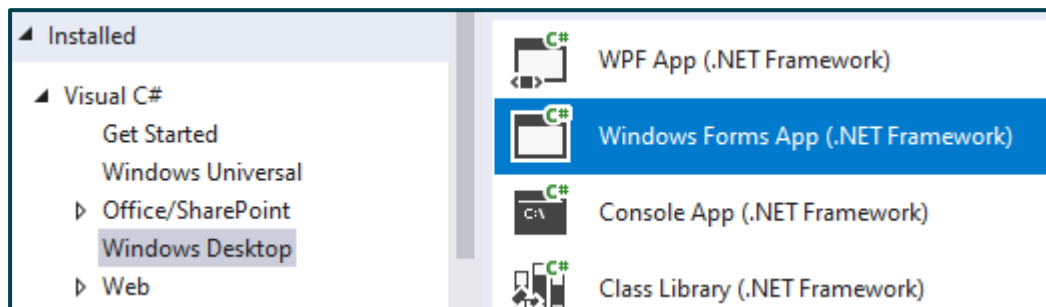 Installed
Visual C#
Get Started
Windows Universal
Office/SharePoint
Windows Desktop
Web
C#
WPF App (.NET Framework)
C#
Windows Forms App (.NET Framework)
C#
C:\
Console App (.NET Framework)
C#
Class Library (.NET Framework)